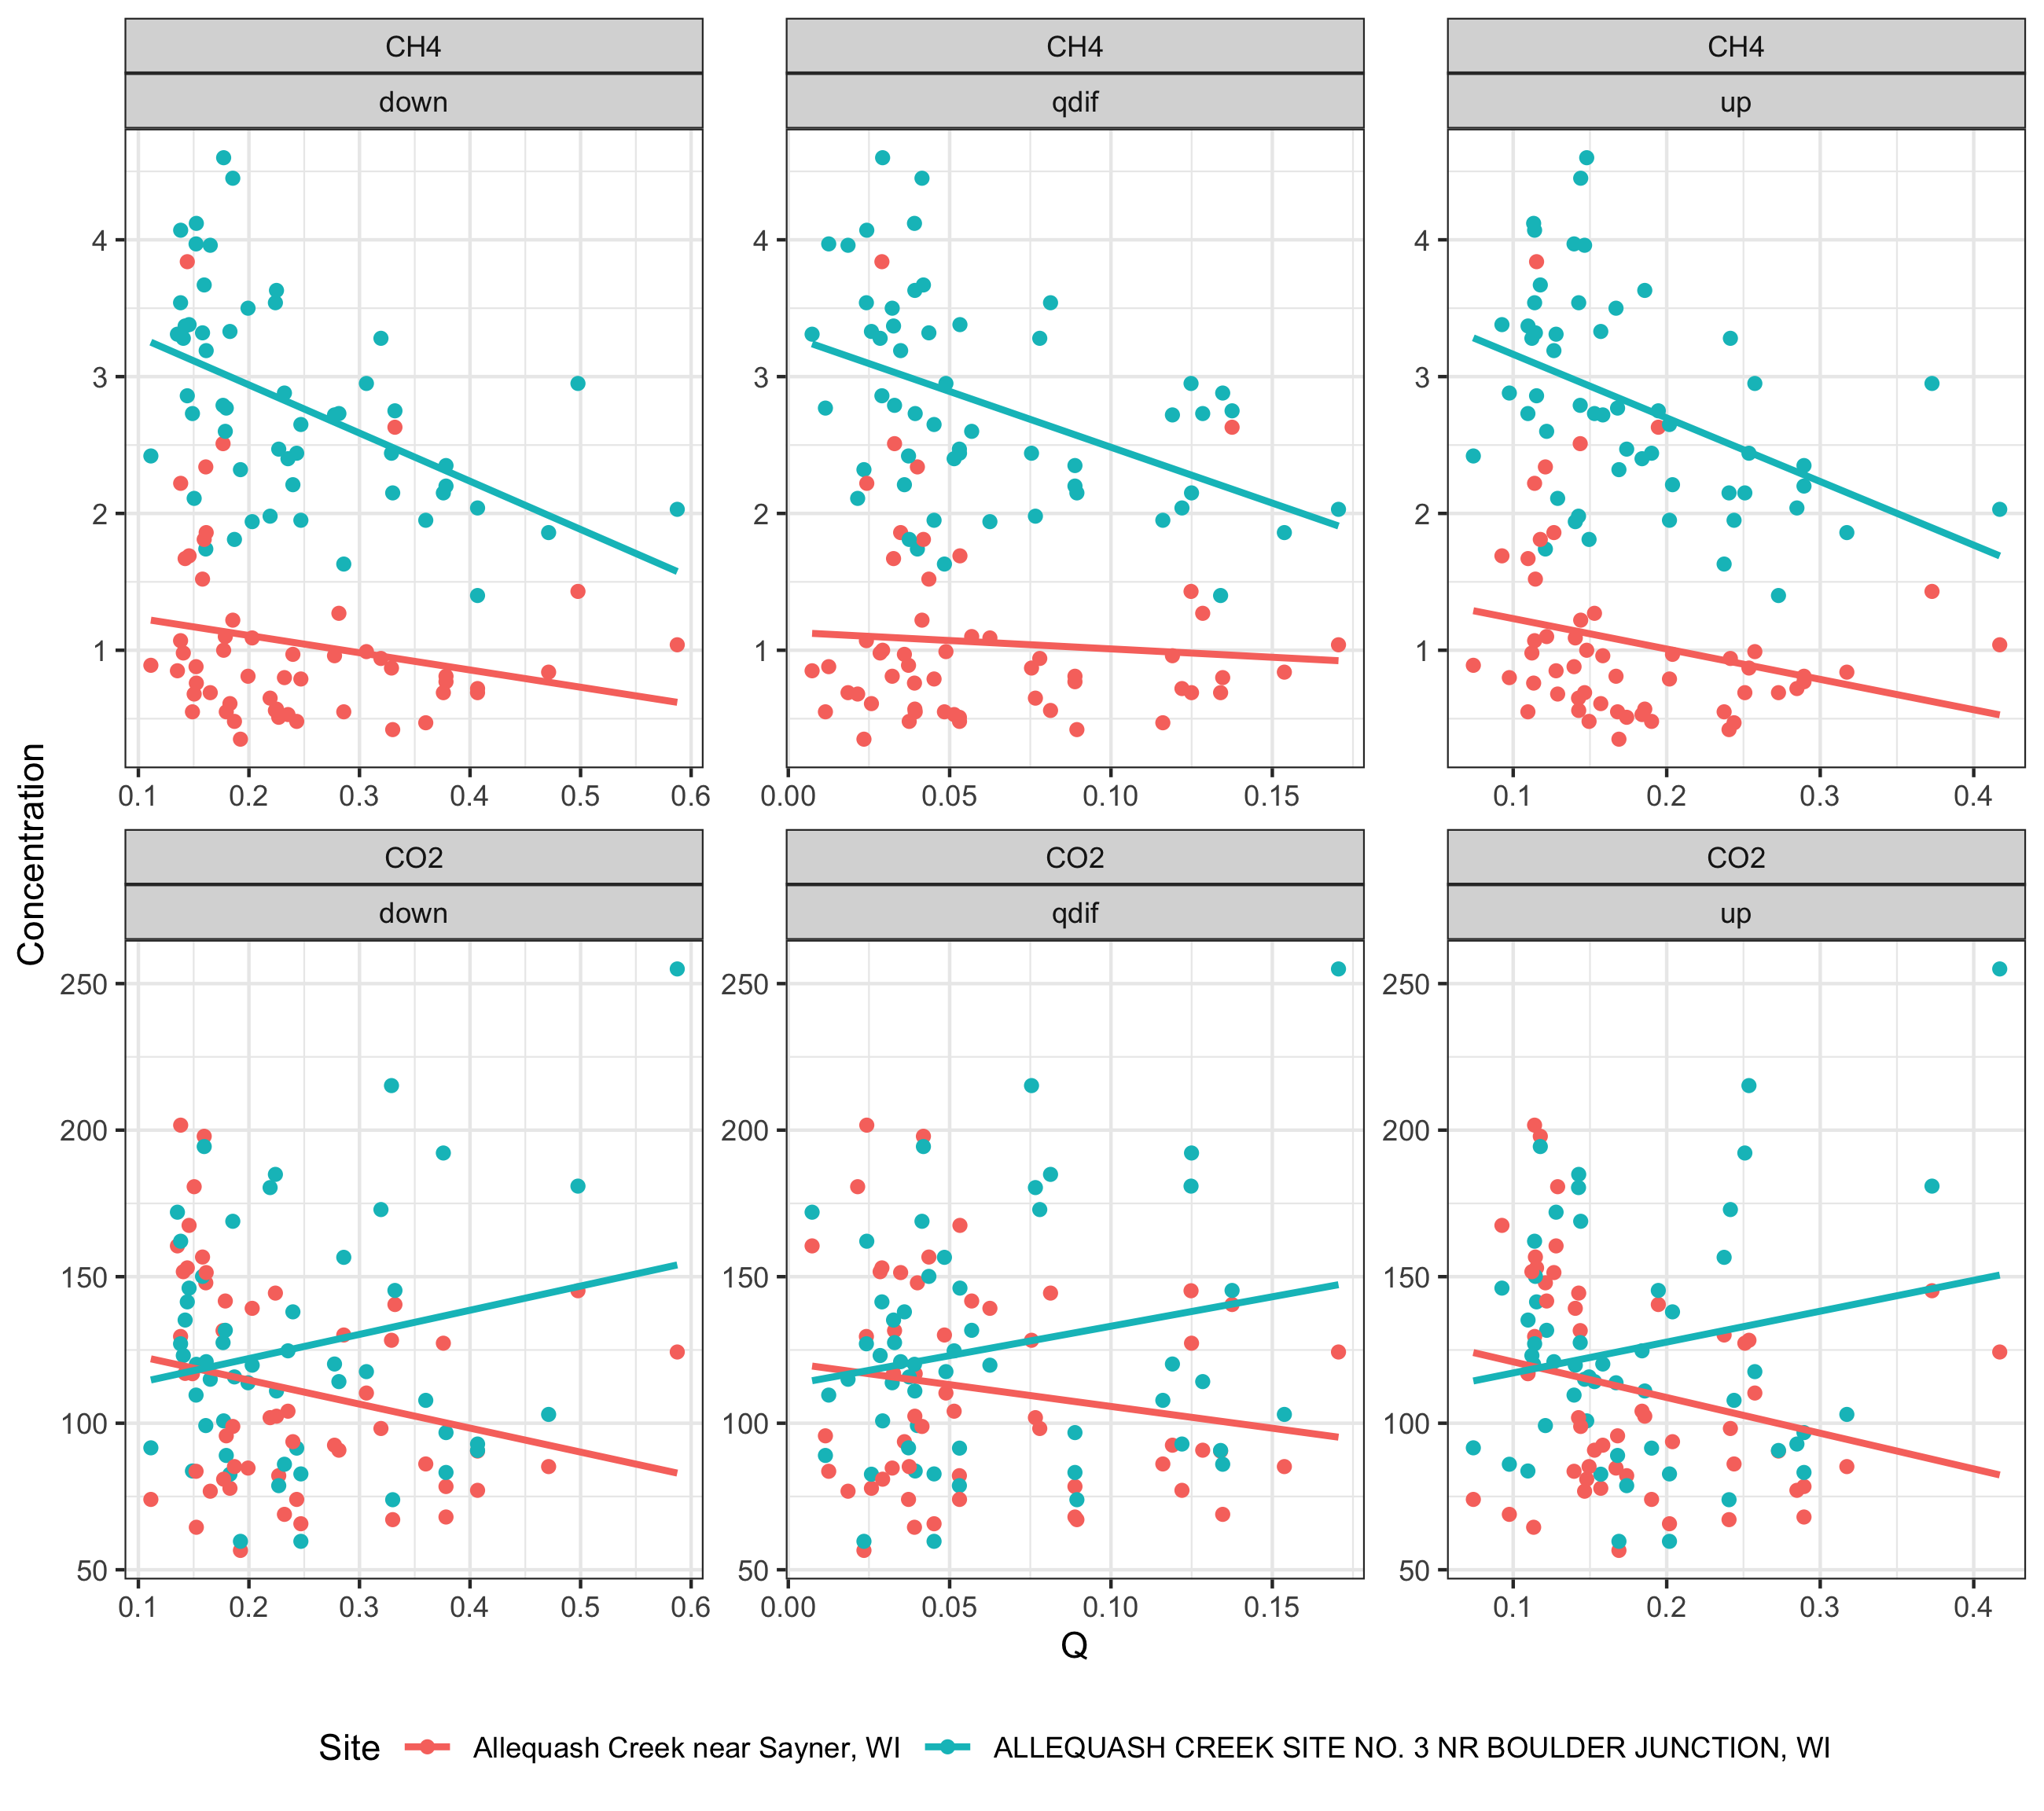 CH4 CH4 CH4
down qdif up
4 4 4
3 3 3
2 2 2
1 1 1
0.1 0.2 0.3 0.4 0.5 0.6 0.00 0.05 0.10 0.15 0.1 0.2 0.3 0.4
Concentration
CO2 CO2 CO2
down qdif up
250 250 250
200 200 200
150 150 150
100 100 100
50 50 50
0.1 0.2 0.3 0.4 0.5 0.6 0.00 0.05 0.10 0.15 0.1 0.2 0.3 0.4
Q
Site Allequash Creek near Sayner, WI ALLEQUASH CREEK SITE NO. 3 NR BOULDER JUNCTION, WI